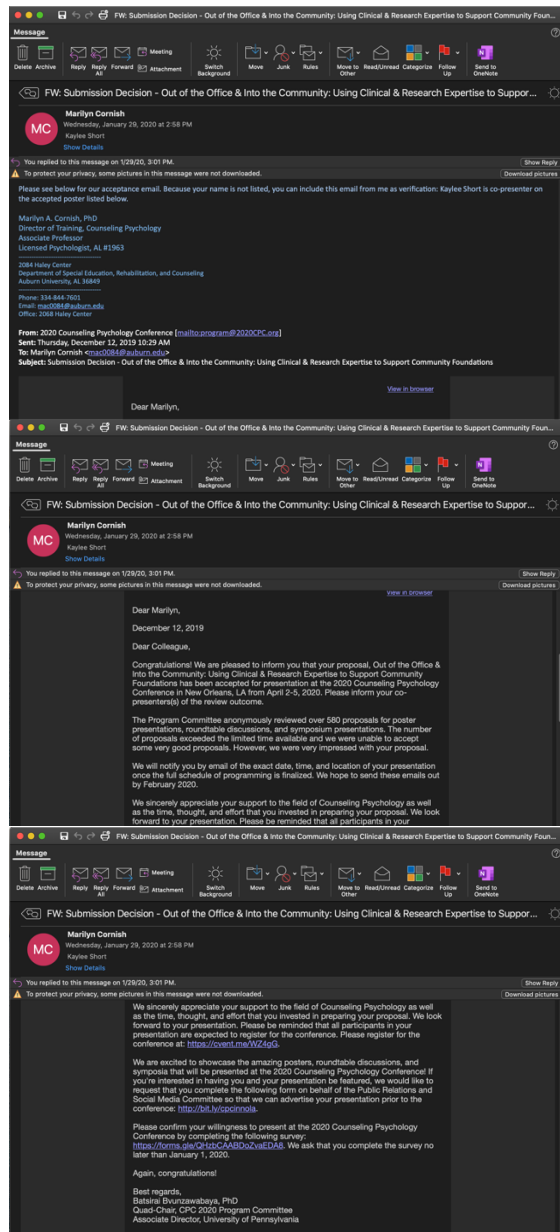 FW: Submission Decision - Out of the Office & Into the Community: Using Clinical & Research Expertise to Support Community Foun...
Message
Delete Archive Reply Reply All Forward Meeting Attachment Switch Background Move Junk Rules Move to Other Read/Unread Categorize Follow Up Send to OneNote
FW: Submission Decision - Out of the Office & Into the Community: Using Clinical & Research Expertise to Suppor...
MC
Marilyn Cornish
Wednesday, January 29, 2020 at 2:58 PM
Kaylee Short
Show Details
You replied to this message on 1/29/20, 3:01 PM. Show Reply
To protect your privacy, some pictures in this message were not downloaded. Download pictures
Please see below for our acceptance email. Because your name is not listed, you can include this email from me as verification: Kaylee Short is co-presenter on
the accepted poster listed below.
Marilyn A. Cornish, PhD
Director of Training, Counseling Psychology
Associate Professor
Licensed Psychologist, AL #1963
2084 Haley Center
Department of Special Education, Rehabilitation, and Counseling
Auburn University, AL 36849
Phone: 334-844-7601
Email: mac0084@auburn.edu
Office: 2068 Haley Center
From: 2020 Counseling Psychology Conference [mailto:program@2020CPC.org]
Sent: Thursday, December 12, 2019 10:29 AM
To: Marilyn Cornish <mac0084@auburn.edu>
Subject: Submission Decision - Out of the Office & Into the Community: Using Clinical & Research Expertise to Support Community Foundations
View in browser
Dear Marilyn,
FW: Submission Decision - Out of the Office & Into the Community: Using Clinical & Research Expertise to Support Community Foun...
Message
Delete Archive Reply Reply All Forward Meeting Attachment Switch Background Move Junk Rules Move to Other Read/Unread Categorize Follow Up Send to OneNote
FW: Submission Decision - Out of the Office & Into the Community: Using Clinical & Research Expertise to Suppor...
MC
Marilyn Cornish
Wednesday, January 29, 2020 at 2:58 PM
Kaylee Short
Show Details
You replied to this message on 1/29/20, 3:01 PM. Show Reply
To protect your privacy, some pictures in this message were not downloaded. Download pictures
View in browser
Dear Marilyn,
December 12, 2019
Dear Colleague,
Congratulations! We are pleased to inform you that your proposal, Out of the Office &
Into the Community: Using Clinical & Research Expertise to Support Community
Foundations has been accepted for presentation at the 2020 Counseling Psychology
Conference in New Orleans, LA from April 2-5, 2020. Please inform your co-
presenters(s) of the review outcome.
The Program Committee anonymously reviewed over 580 proposals for poster
presentations, roundtable discussions, and symposium presentations. The number
of proposals exceeded the limited time available and we were unable to accept
some very good proposals. However, we were very impressed with your proposal.
We will notify you by email of the exact date, time, and location of your presentation
once the full schedule of programming is finalized. We hope to send these emails out
by February 2020.
We sincerely appreciate your support to the field of Counseling Psychology as well
as the time, thought, and effort that you invested in preparing your proposal. We look
forward to your presentation. Please be reminded that all participants in your
FW: Submission Decision - Out of the Office & Into the Community: Using Clinical & Research Expertise to Support Community Foun...
Message
Delete Archive Reply Reply All Forward Meeting Attachment Switch Background Move Junk Rules Move to Other Read/Unread Categorize Follow Up Send to OneNote
FW: Submission Decision - Out of the Office & Into the Community: Using Clinical & Research Expertise to Suppor...
MC
Marilyn Cornish
Wednesday, January 29, 2020 at 2:58 PM
Kaylee Short
Show Details
You replied to this message on 1/29/20, 3:01 PM. Show Reply
To protect your privacy, some pictures in this message were not downloaded. Download pictures
We sincerely appreciate your support to the field of Counseling Psychology as well
as the time, thought, and effort that you invested in preparing your proposal. We look
forward to your presentation. Please be reminded that all participants in your
presentation are expected to register for the conference. Please register for the
conference at: https://cvent.me/WZ4gG.
We are excited to showcase the amazing posters, roundtable discussions, and
symposia that will be presented at the 2020 Counseling Psychology Conference! If
you're interested in having you and your presentation be featured, we would like to
request that you complete the following form on behalf of the Public Relations and
Social Media Committee so that we can advertise your presentation prior to the
conference: http://bit.ly/cpcinnola.
Please confirm your willingness to present at the 2020 Counseling Psychology
Conference by completing the following survey:
https://forms.gle/QHzbCAABDoZvaEDA8. We ask that you complete the survey no
later than January 1, 2020.
Again, congratulations!
Best regards,
Batsirai Bvunzawabaya, PhD
Quad-Chair, CPC 2020 Program Committee
Associate Director, University of Pennsylvania